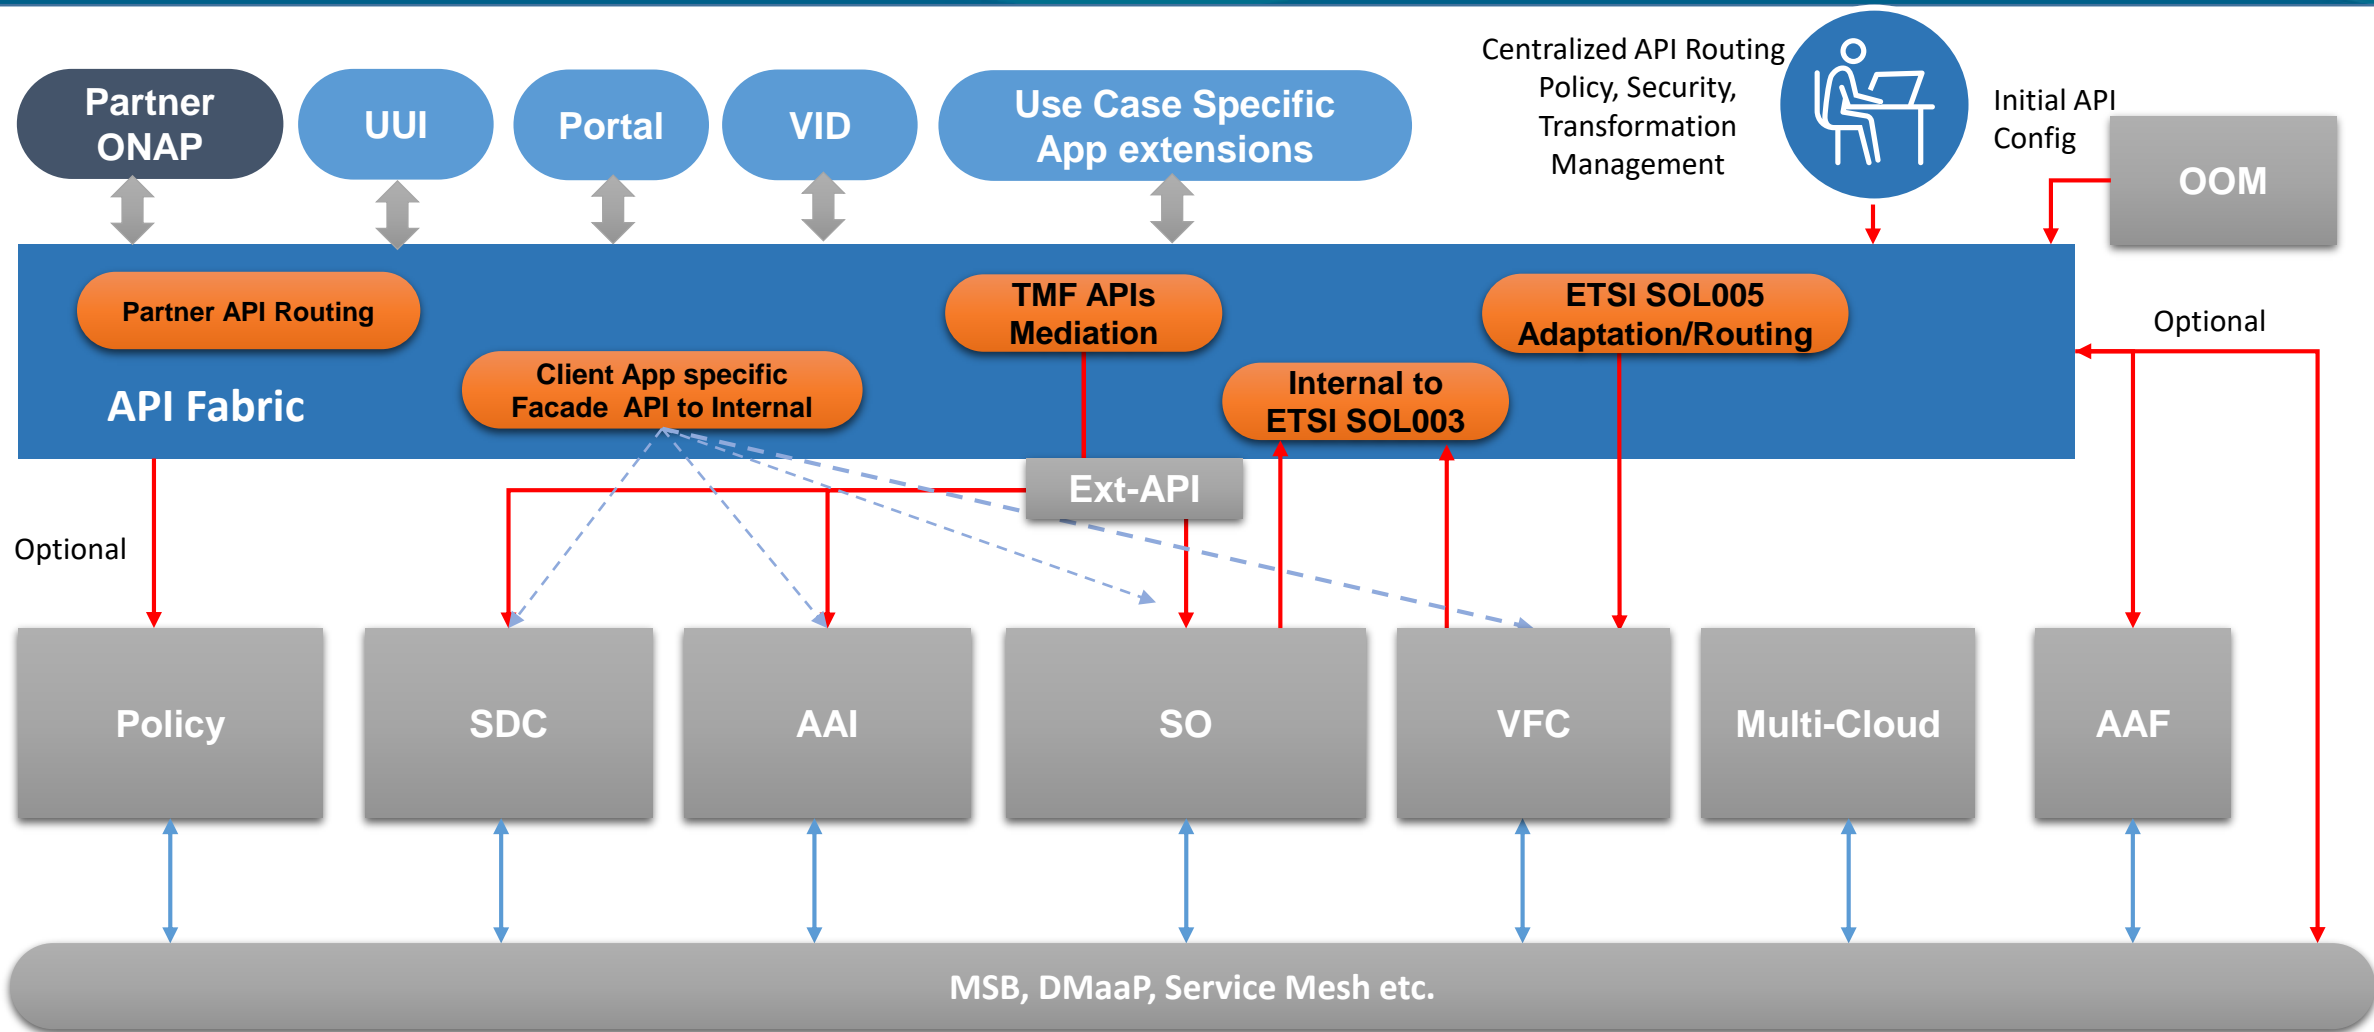 Partner
ONAP
UUI
Portal
VID
Use Case Specific
App extensions
Centralized API Routing
Policy, Security,
Transformation
Management
Initial API
Config
OOM
Partner API Routing
TMF APIs
Mediation
ETSI SOL005
Adaptation/Routing
Optional
API Fabric
Client App specific
Facade API to Internal
Internal to
ETSI SOL003
Ext-API
Optional
Policy
SDC
AAI
SO
VFC
Multi-Cloud
AAF
MSB, DMaaP, Service Mesh etc.